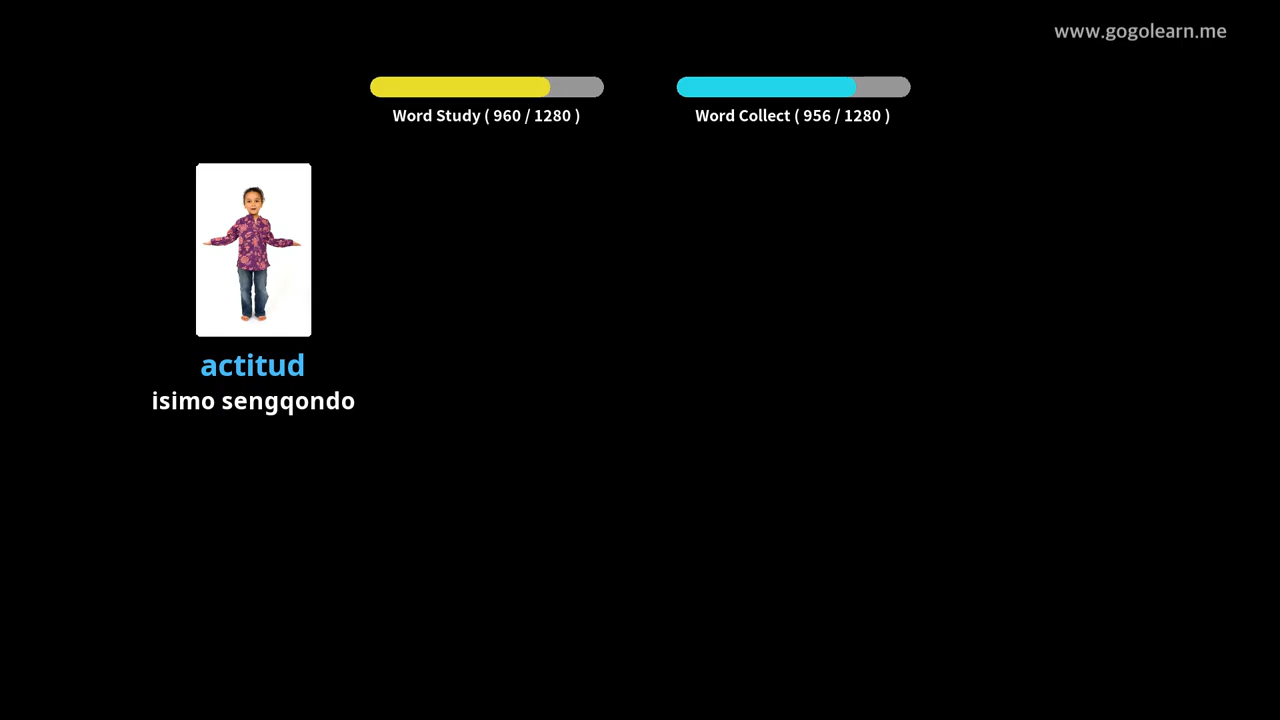 www.gogolearn.me
Word Study ( 960 / 1280 )
Word Collect ( 956 / 1280 )
actitud
isimo sengqondo